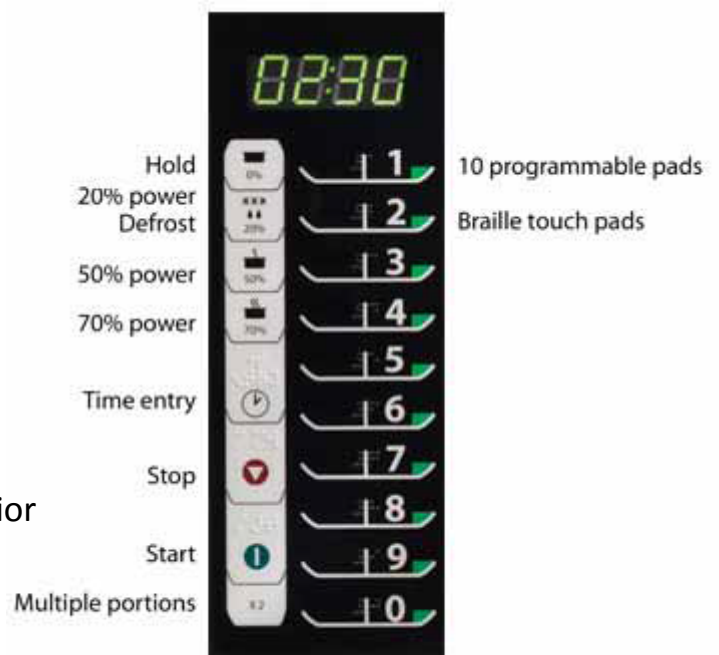 02:30
Hold
20% power
Defrost
50% power
70% power
Time entry
Stop
ior
Start
Multiple portions
0%
20%
50%
70%
X 2
1
2
3
4
5
6
7
8
9
0
10 programmable pads
Braille touch pads